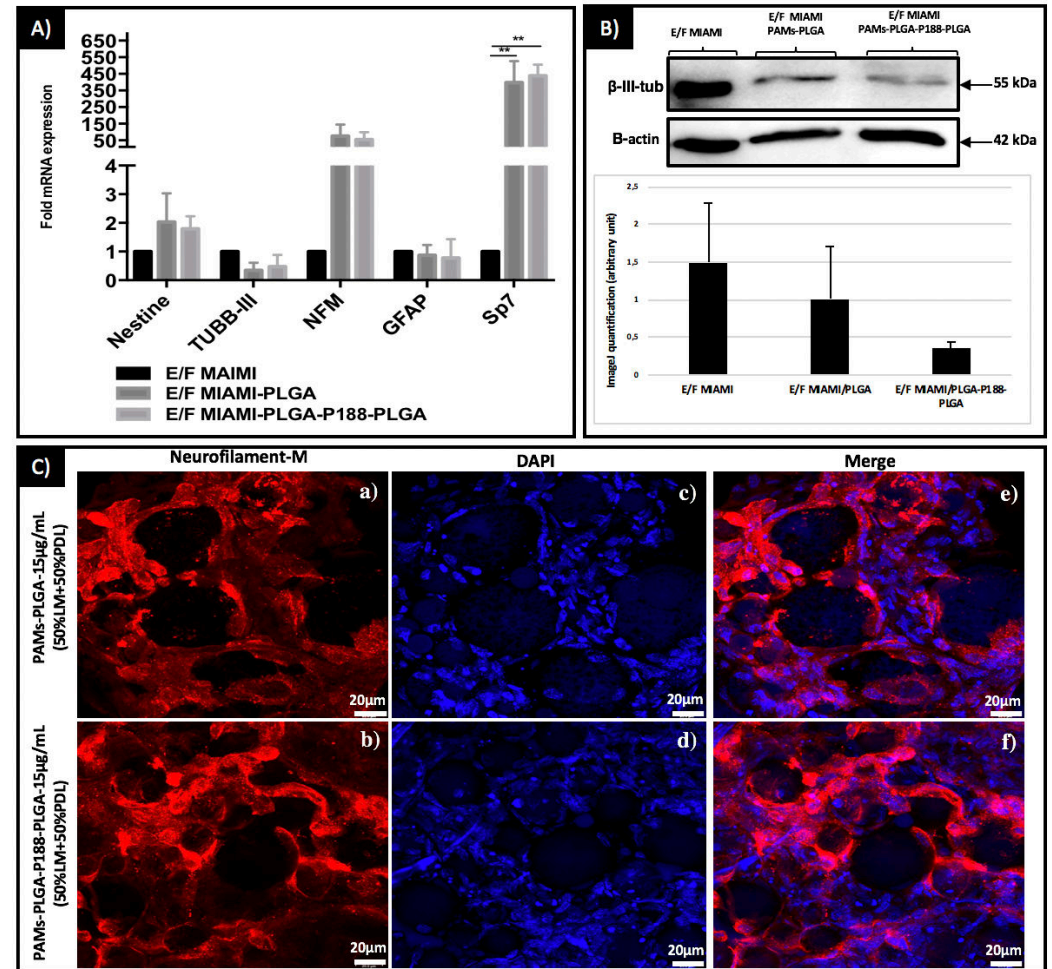 A)
650
550
450
350
250
150
50
4
3
2
1
0
Fold mRNA expression
**
**
Nestine
TUBB-III
NFM
GFAP
Sp7
E/F MAIMI
E/F MIAMI-PLGA
E/F MIAMI-PLGA-P188-PLGA
B)
E/F MIAMI
E/F MIAMI
PAMs-PLGA
E/F MIAMI
PAMs-PLGA-P188-PLGA
β-III-tub
55 kDa
B-actin
42 kDa
ImageJ quantification (arbitrary unit)
2,5
2
1,5
1
0,5
0
E/F MIAMI
E/F MIAMI/PLGA
E/F MIAMI/PLGA-P188-
PLGA
C)
Neurofilament-M
DAPI
Merge
PAMs-PLGA-15µg/mL
(50%LM+50%PDL)
a)
20µm
c)
20µm
e)
20µm
PAMs-PLGA-P188-PLGA-15µg/mL
(50%LM+50%PDL)
b)
20µm
d)
20µm
f)
20µm